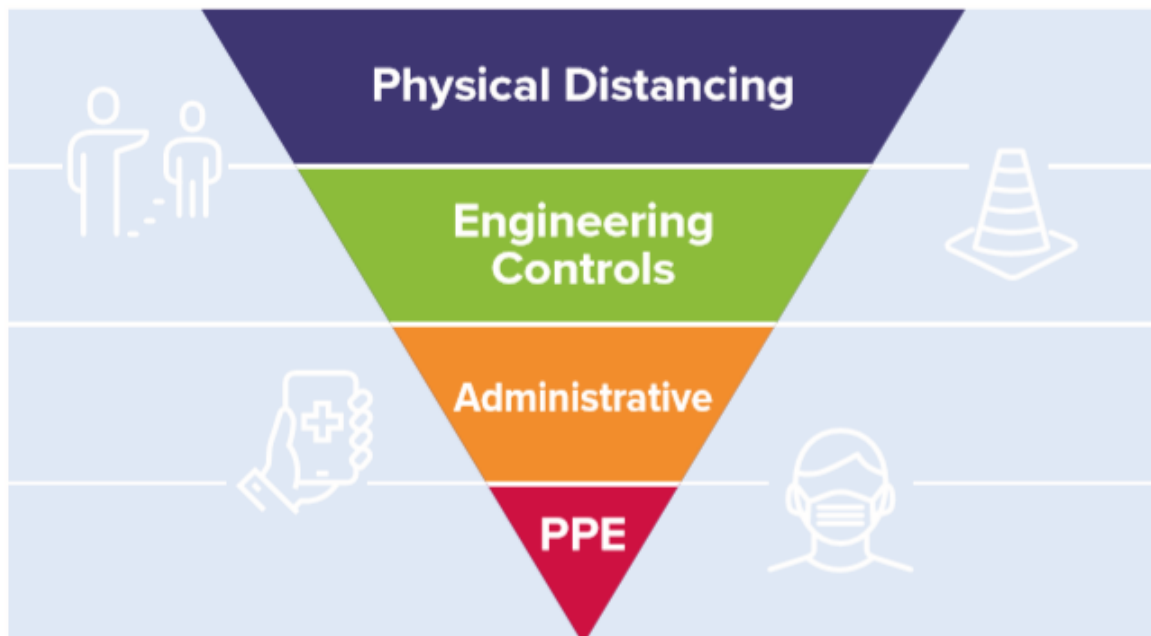 Physical Distancing
Engineering
Controls
Administrative
PPE